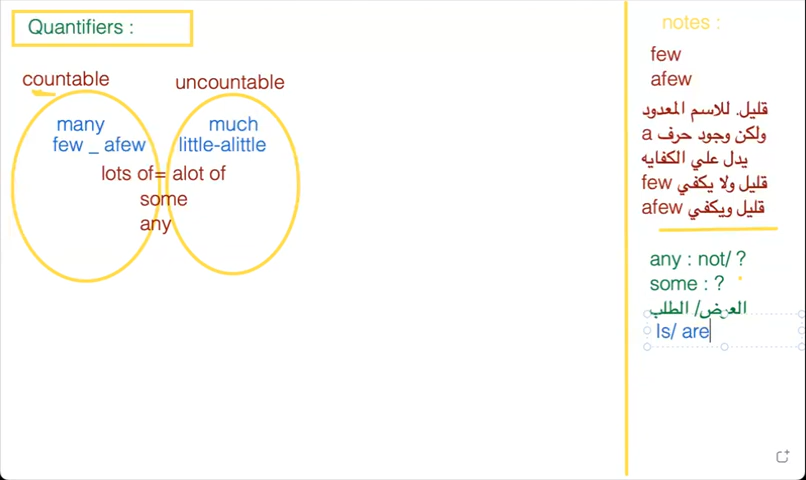 Quantifiers :
countable
uncountable
many
much
few _ afew
little-alittle
lots of= alot of
some
any
notes :
few
afew
قليل. للاسم المعدود
ولكن وجود حرف a
يدل علي الكفايه
قليل ولا يكفي few
قليل ويكفي afew
any : not/ ?
some : ?
العرض/ الطلب
Is/ are